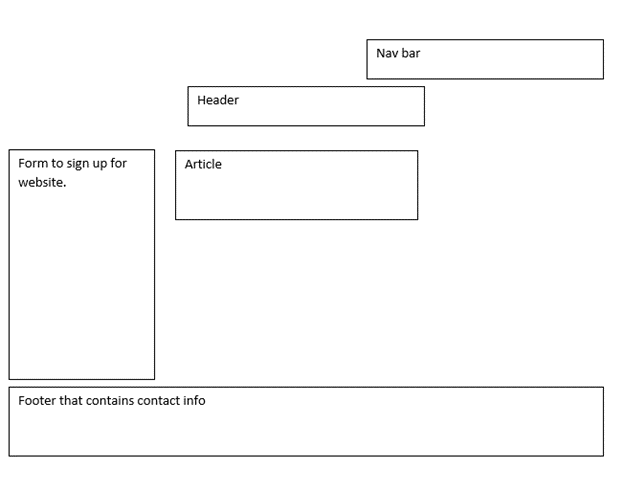 Nav bar
Header
Form to sign up for
website.
Article
Footer that contains contact info